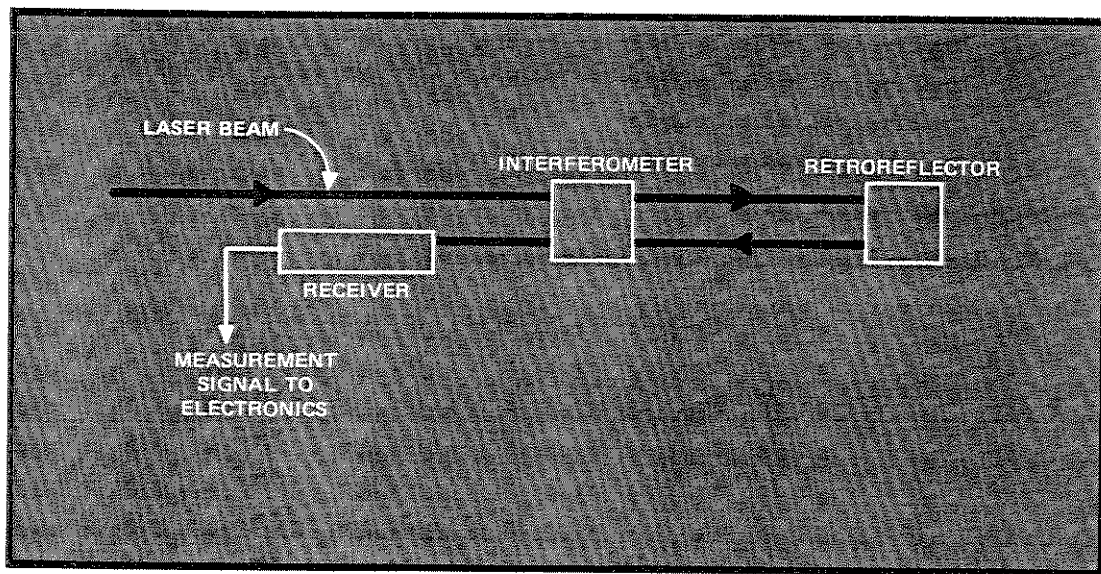 LASER BEAM
INTERFEROMETER
RETROREFLECTOR
RECEIVER
MEASUREMENT
SIGNAL TO
ELECTRONICS